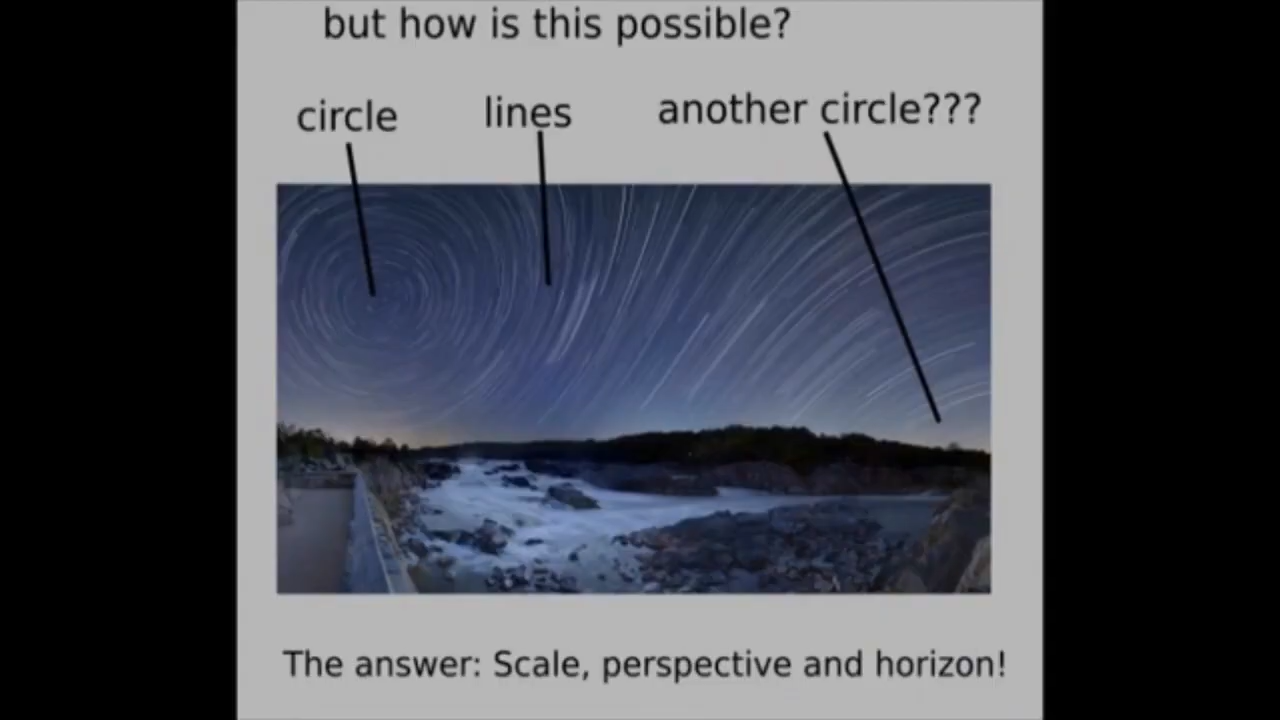 but how is this possible?
circle lines another circle???
The answer: Scale, perspective and horizon!